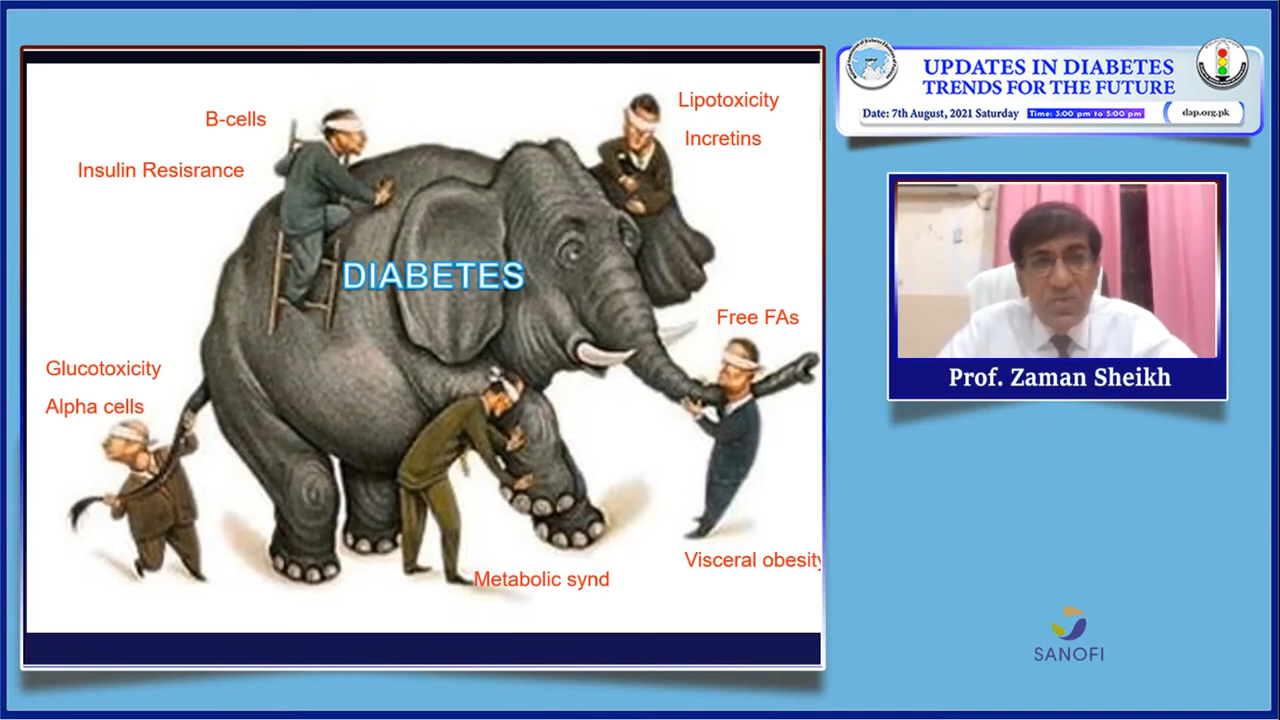 B-cells
Insulin Resisrance
Lipotoxicity
Incretins
DIABETES
Free FAs
Glucotoxicity
Alpha cells
Metabolic synd
Visceral obesity
UPDATES IN DIABETES
TRENDS FOR THE FUTURE
Date: 7th August, 2021 Saturday Time: 3:00 pm to 5:00 pm dap.org.pk
Prof. Zaman Sheikh
SANOFI